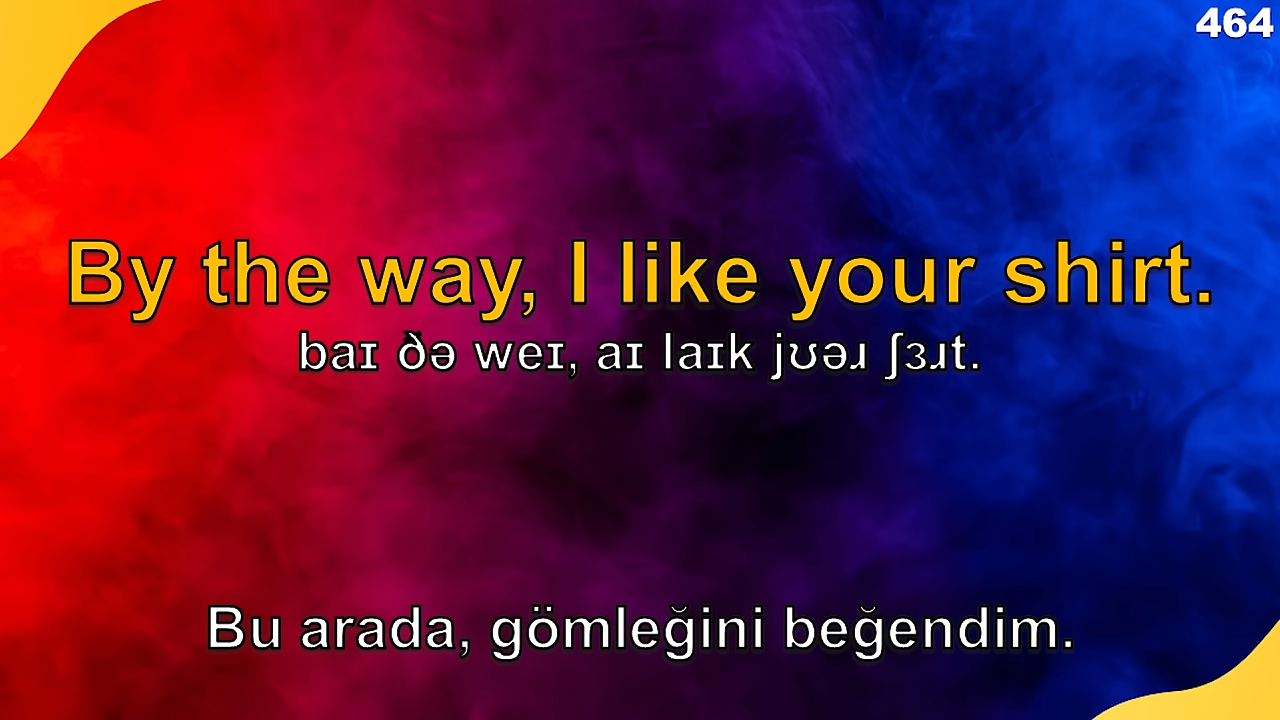 464
By the way, I like your shirt.
baɪ ðə weɪ, aɪ laɪk jʊəɹ ʃɜɹt.
Bu arada, gömleğini beğendim.